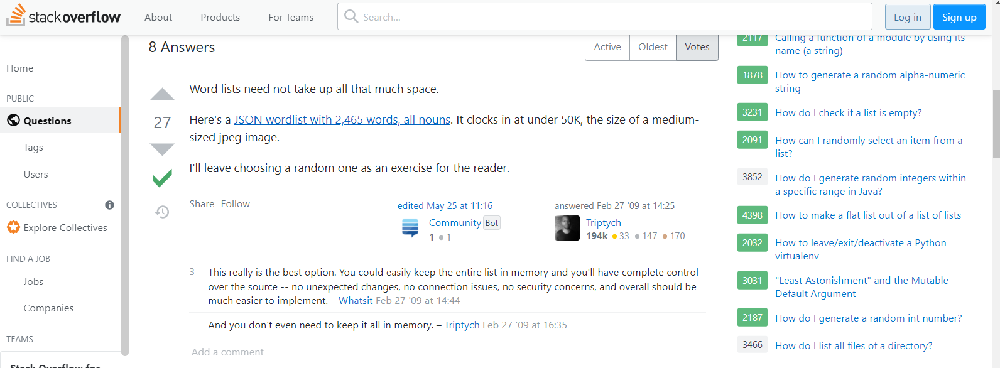 stackoverflow
About
Products
For Teams
Search...
Log in
Sign up
Home
PUBLIC
Questions
Tags
Users
COLLECTIVES
Explore Collectives
FIND A JOB
Jobs
Companies
TEAMS
Stack Overflow for
8 Answers
Active
Oldest
Votes
27
Word lists need not take up all that much space.
Here's a JSON wordlist with 2,465 words, all nouns. It clocks in at under 50K, the size of a medium-
sized jpeg image.
I'll leave choosing a random one as an exercise for the reader.
Share Follow
edited May 25 at 11:16
Community Bot
1 ● 1
answered Feb 27 '09 at 14:25
Triptych
194k ● 33 ● 147 ● 170
3
This really is the best option. You could easily keep the entire list in memory and you'll have complete control
over the source -- no unexpected changes, no connection issues, no security concerns, and overall should be
much easier to implement. – Whatsit Feb 27 '09 at 14:44
And you don't even need to keep it all in memory. – Triptych Feb 27 '09 at 16:35
Add a comment
2117 Calling a function of a module by using its
name (a string)
1878 How to generate a random alpha-numeric
string
3231 How do I check if a list is empty?
2091 How can I randomly select an item from a
list?
3852 How do I generate random integers within
a specific range in Java?
4398 How to make a flat list out of a list of lists
2032 How to leave/exit/deactivate a Python
virtualenv
3031 "Least Astonishment" and the Mutable
Default Argument
2187 How do I generate a random int number?
3466 How do I list all files of a directory?